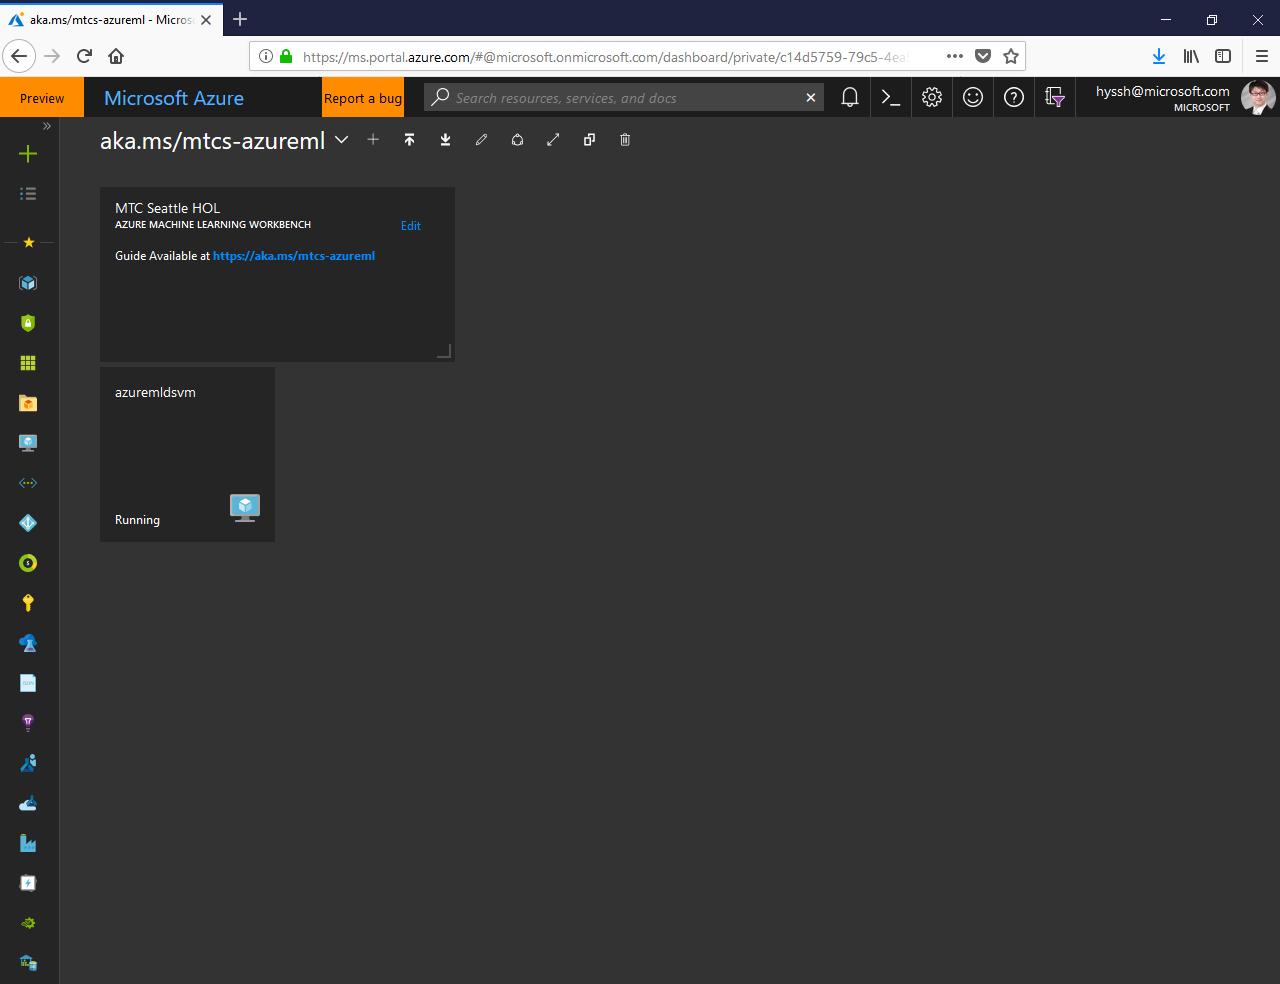 aka.ms/mtcs-azureml - Micros
https://ms.portal.azure.com/#@microsoft.onmicrosoft.com/dashboard/private/c14d5759-79c5-4ea
Preview
Microsoft Azure
Report a bug
Search resources, services, and docs
hyssh@microsoft.com
MICROSOFT
aka.ms/mtcs-azureml
MTC Seattle HOL
AZURE MACHINE LEARNING WORKBENCH
Edit
Guide Available at https://aka.ms/mtcs-azureml
azuremldsvm
Running